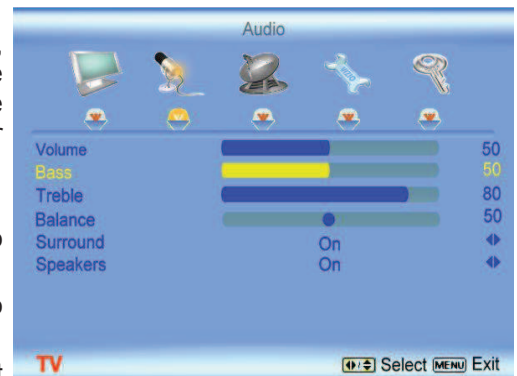 Audio
Volume 50
Bass 50
Treble 80
Balance 50
Surround On
Speakers On
TV Select MENU Exit